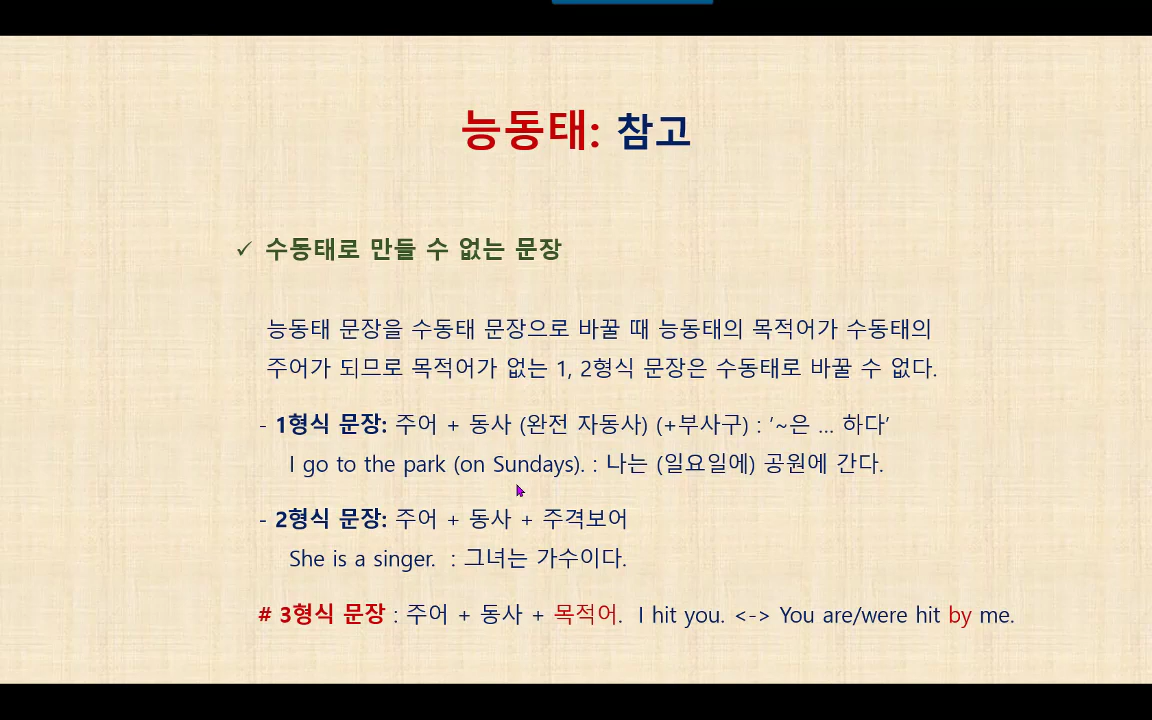 능동태: 참고
✓ 수동태로 만들 수 없는 문장
능동태 문장을 수동태 문장으로 바꿀 때 능동태의 목적어가 수동태의
주어가 되므로 목적어가 없는 1, 2형식 문장은 수동태로 바꿀 수 없다.
- 1형식 문장: 주어 + 동사 (완전 자동사) (+부사구) : ’~은 ... 하다’
I go to the park (on Sundays). : 나는 (일요일에) 공원에 간다.
- 2형식 문장: 주어 + 동사 + 주격보어
She is a singer. : 그녀는 가수이다.
# 3형식 문장 : 주어 + 동사 + 목적어. I hit you. <-> You are/were hit by me.